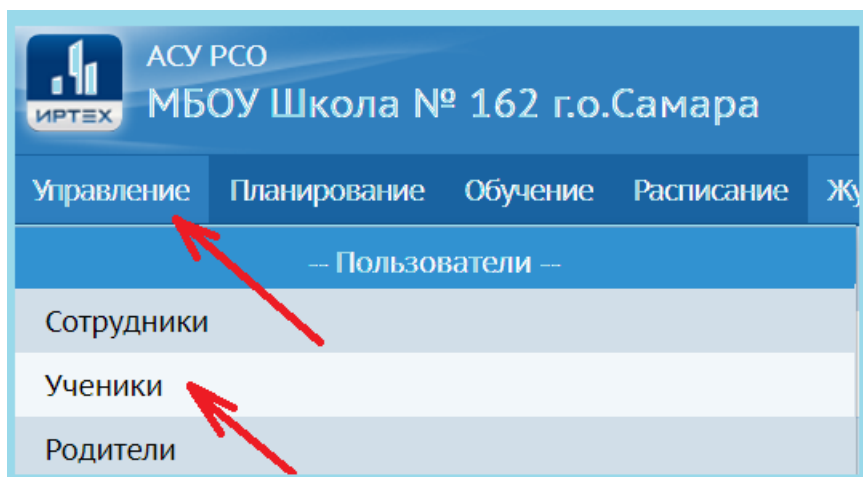 АСУ РСО
ИРТЕХ
МБОУ Школа № 162 г.о.Самара
Управление Планирование Обучение Расписание
-- Пользователи --
Сотрудники
Ученики
Родители